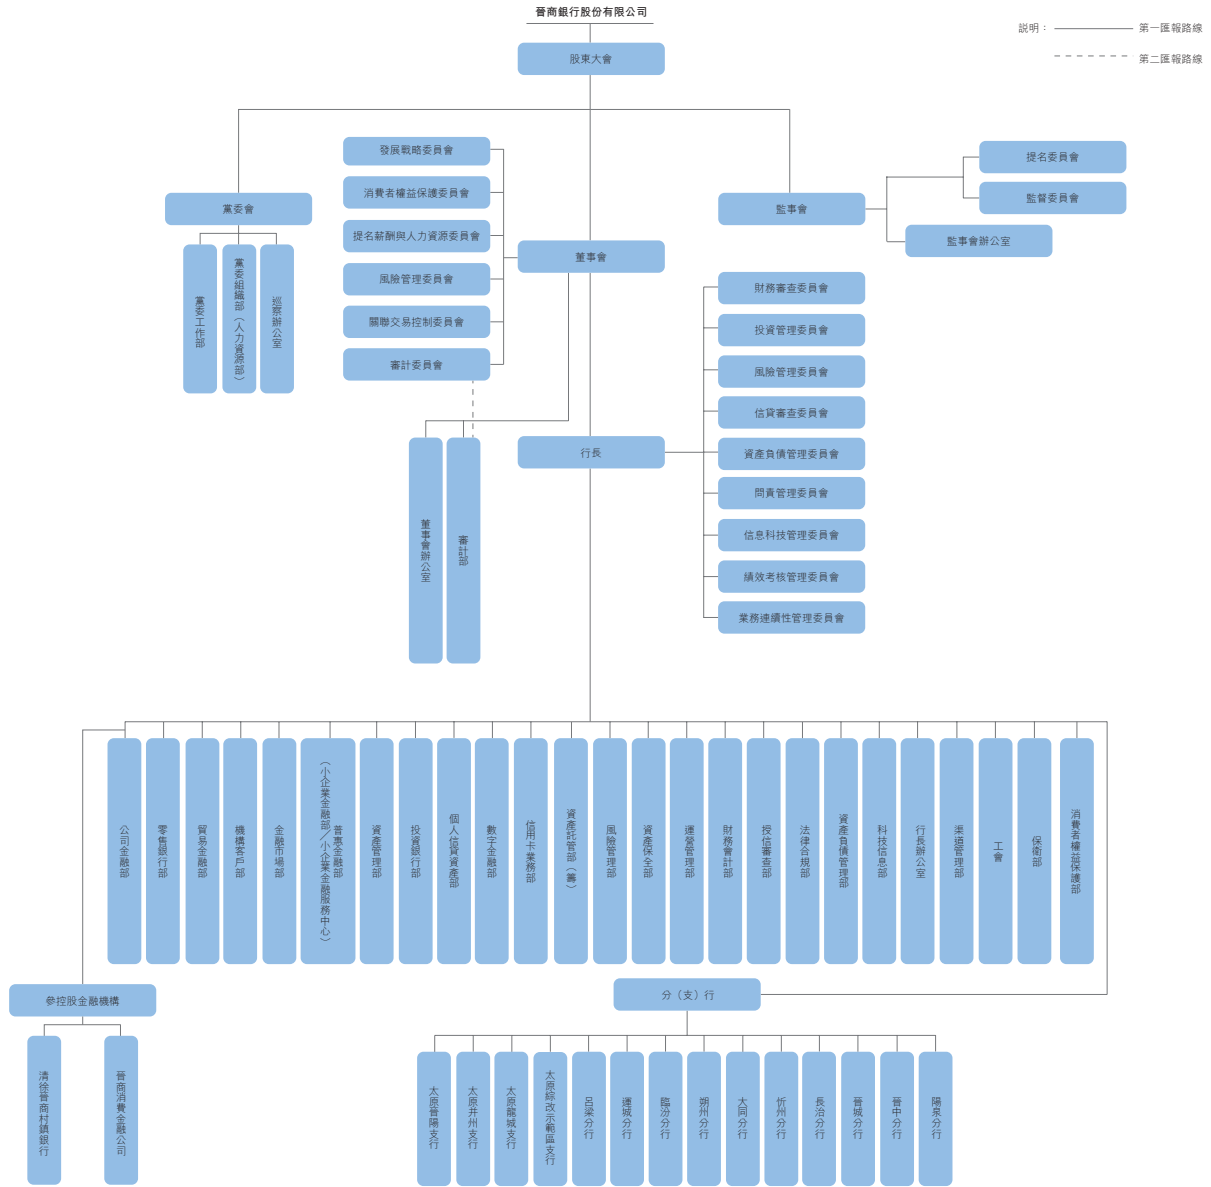 晉商銀行股份有限公司
説明：
第一匯報路線
第二匯報路線
股東大會
發展戰略委員會
消費者權益保護委員會
提名薪酬與人力資源委員會
風險管理委員會
關聯交易控制委員會
審計委員會
黨委會
黨委工作部
黨委組織部（人力資源部）
巡察辦公室
董事會
監事會
提名委員會
監督委員會
監事會辦公室
財務審查委員會
投資管理委員會
風險管理委員會
信貸審查委員會
資產負債管理委員會
問責管理委員會
信息科技管理委員會
績效考核管理委員會
業務連續性管理委員會
行長
董事會辦公室
審計部
公司金融部
零售銀行部
貿易金融部
機構客戶部
金融市場部
普惠金融部
（小企業金融部／小企業金融服務中心）
資產管理部
投資銀行部
個人信貸資產部
數字金融部
信用卡業務部
資產託管部（籌）
風險管理部
資產保全部
運營管理部
財務會計部
授信審查部
法律合規部
資產負債管理部
科技信息部
行長辦公室
渠道管理部
工會
保衛部
消費者權益保護部
參控股金融機構
清徐晉商村鎮銀行
晉商消費金融公司
分（支）行
太原晉陽支行
太原并州支行
太原龍城支行
太原綜改示範區支行
呂梁分行
運城分行
臨汾分行
朔州分行
大同分行
忻州分行
長治分行
晉城分行
晉中分行
陽泉分行